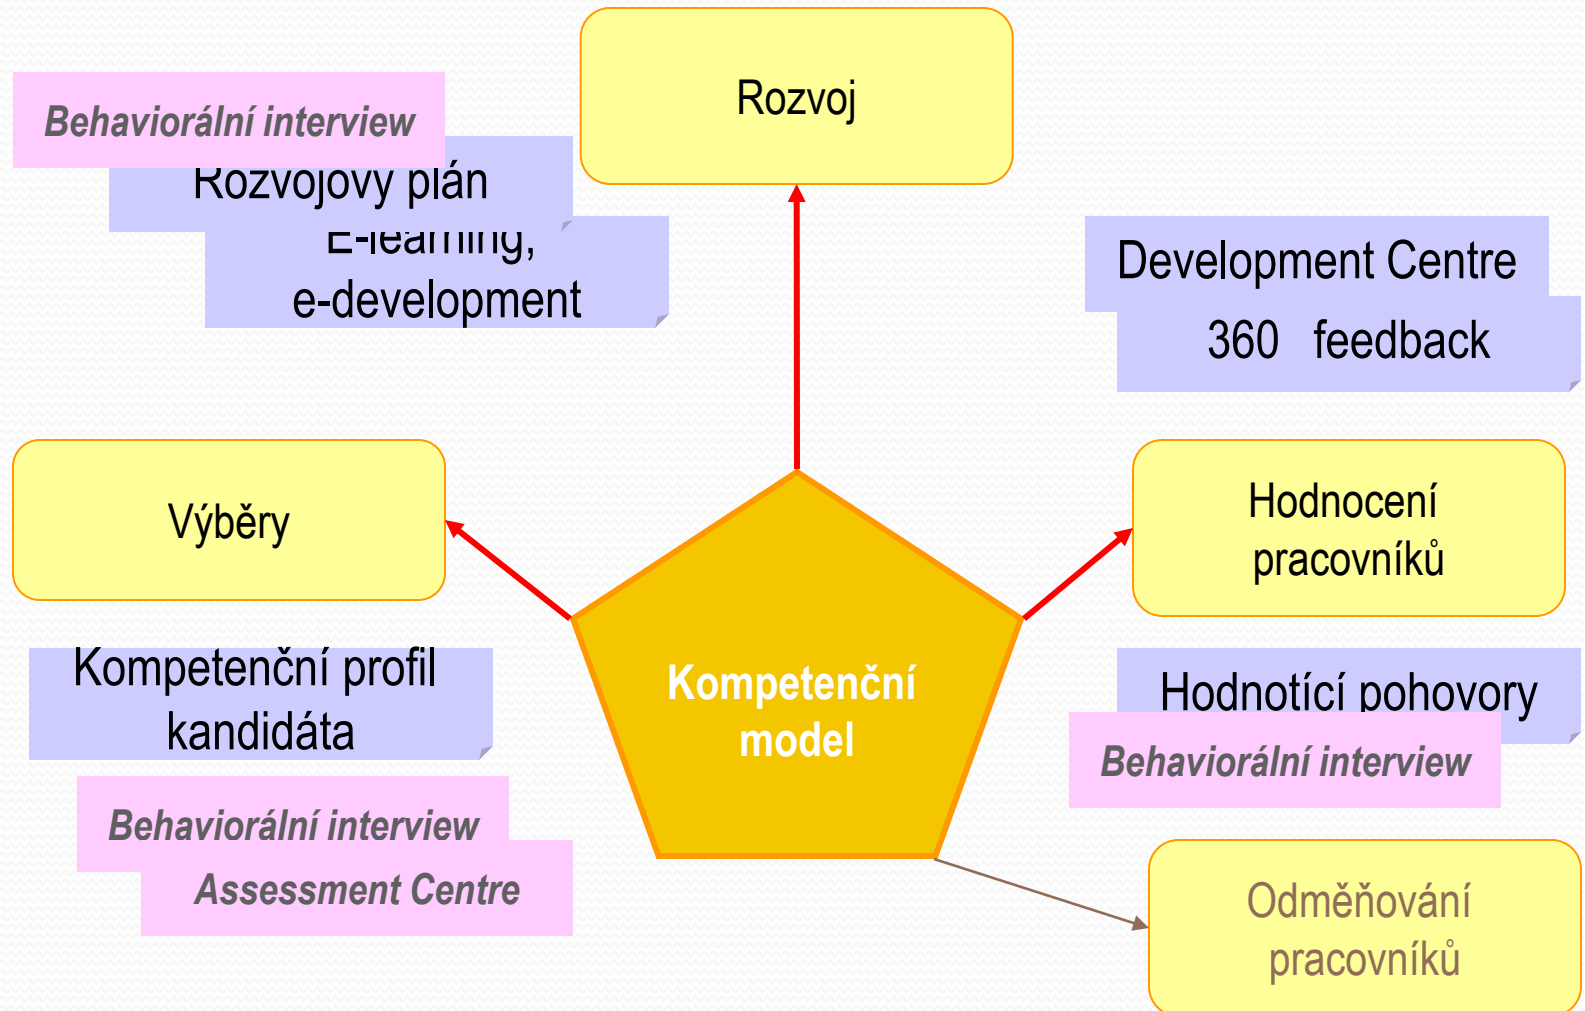 Rozvoj
Behaviorální interview
Rozvojový plán
E-learning,
e-development
Development Centre
360 feedback
Výběry
Hodnocení
pracovníků
Kompetenční profil
kandidáta
Kompetenční
model
Hodnotící pohovory
Behaviorální interview
Behaviorální interview
Assessment Centre
Odměňování
pracovníků